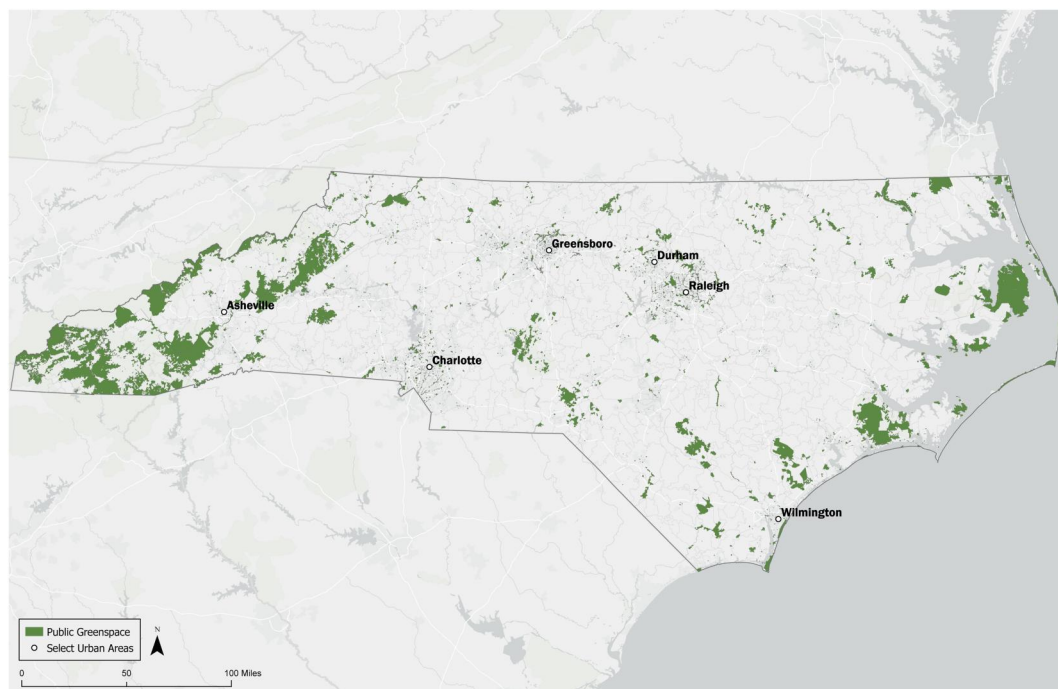 Greensboro
Durham
Raleigh
Asheville
Charlotte
Wilmington
Public Greenspace
Select Urban Areas
N
0 50 100 Miles